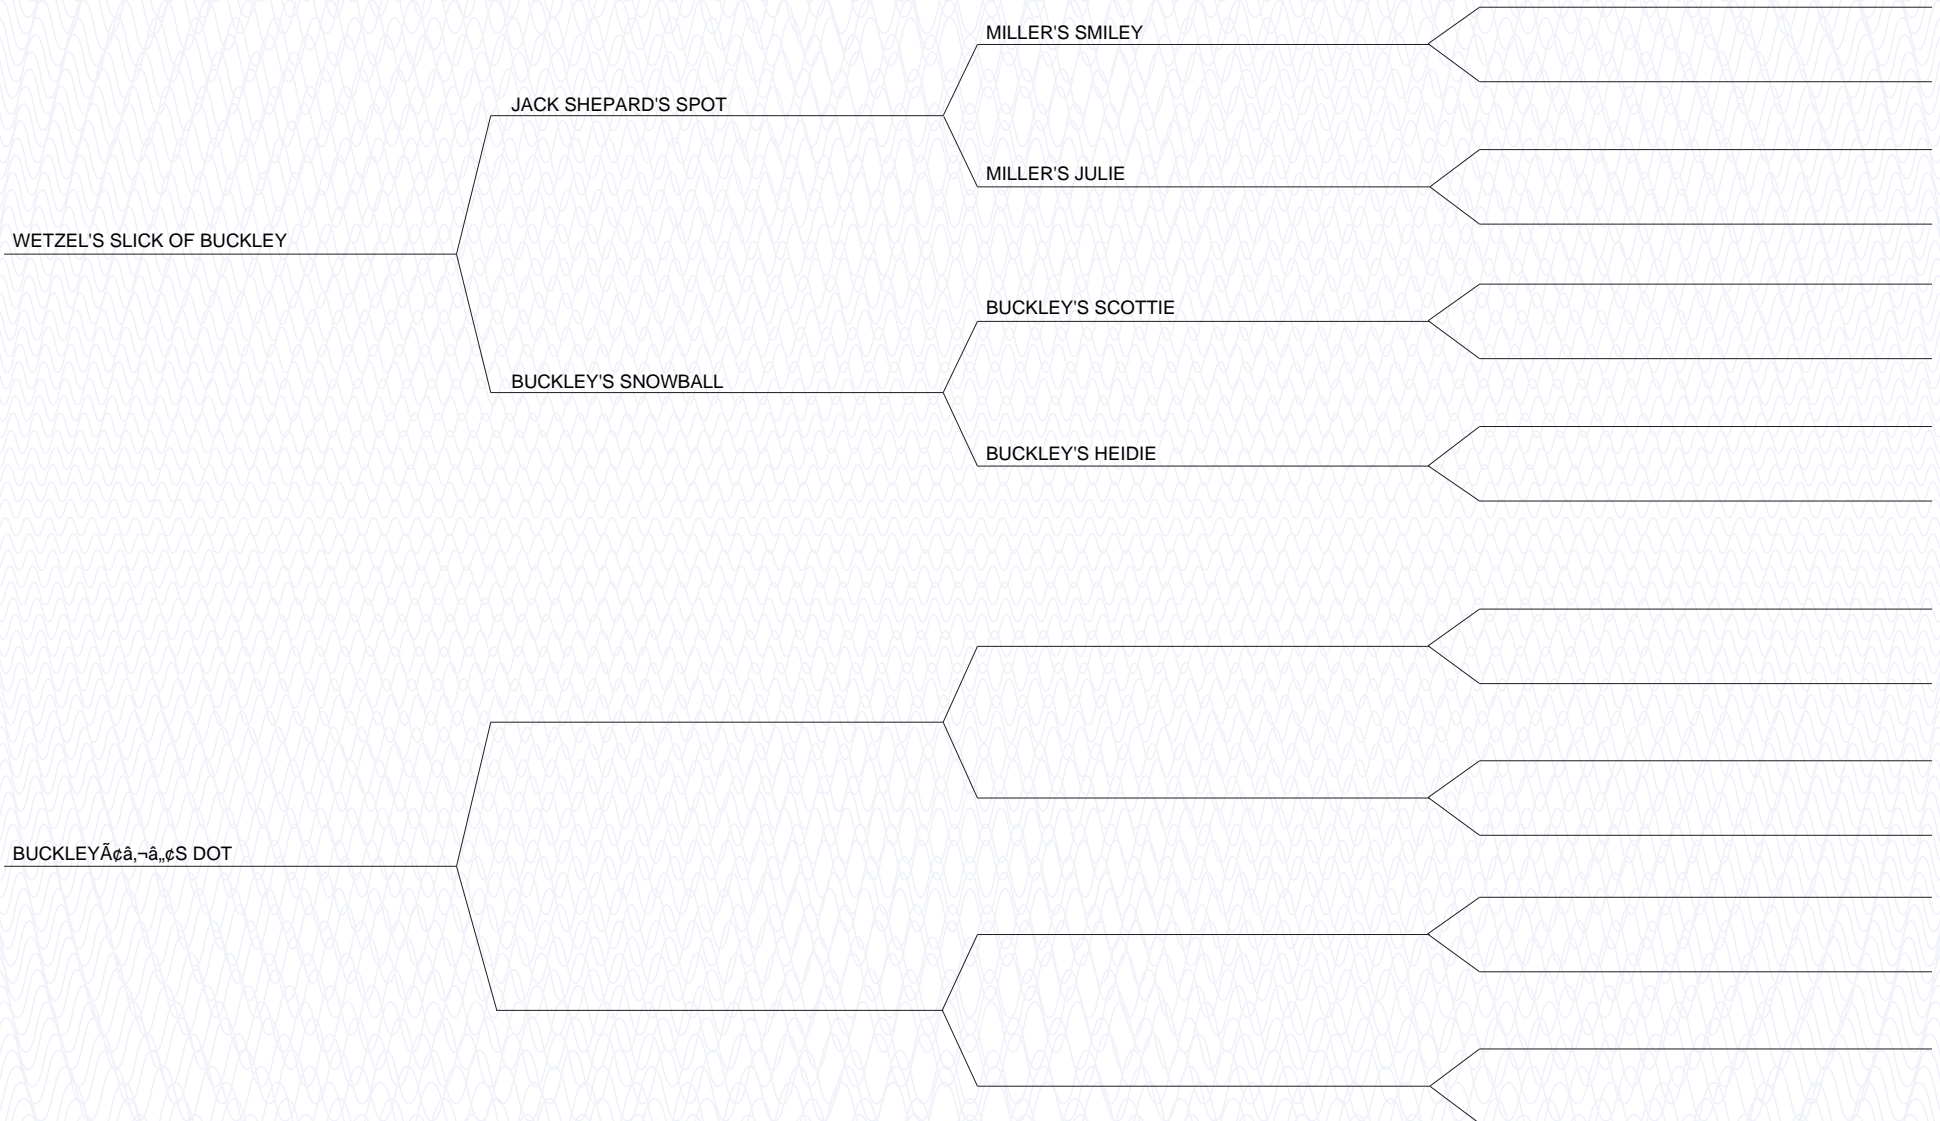 MILLER'S SMILEY
JACK SHEPARD'S SPOT
MILLER'S JULIE
WETZEL'S SLICK OF BUCKLEY
BUCKLEY'S SCOTTIE
BUCKLEY'S SNOWBALL
BUCKLEY'S HEIDIE
BUCKLEYÃ¢â‚¬â„¢S DOT